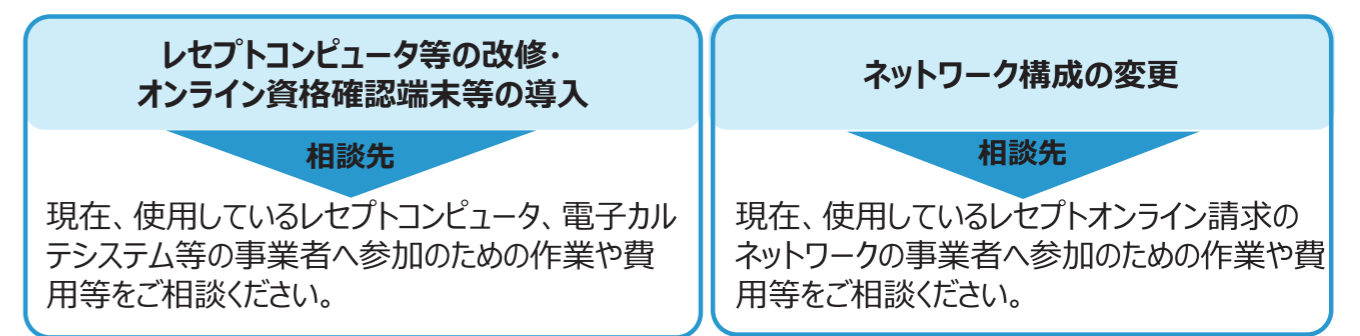 レセプトコンピュータ等の改修・
オンライン資格確認端末等の導入
相談先
現在、使用しているレセプトコンピュータ、電子カル
テシステム等の事業者へ参加のための作業や費
用等をご相談ください。
ネットワーク構成の変更
相談先
現在、使用しているレセプトオンライン請求の
ネットワークの事業者へ参加のための作業や費
用等をご相談ください。